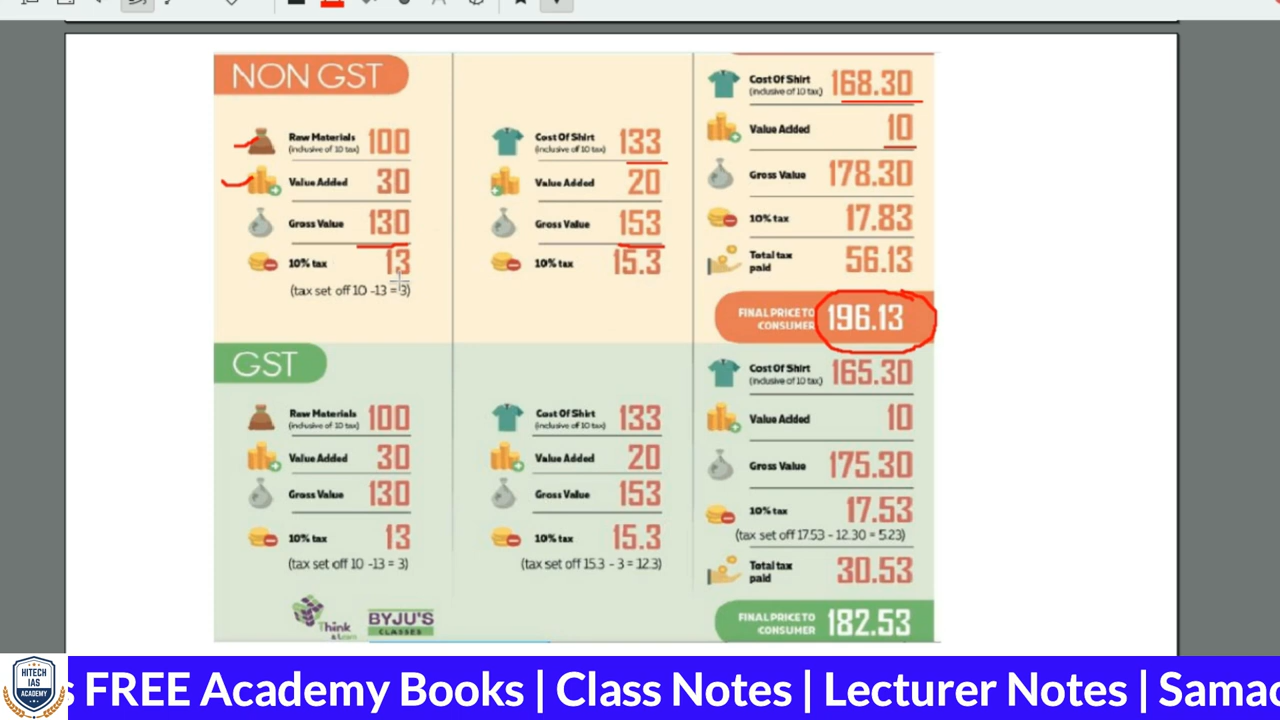 NON GST
Raw Materials 100
(inclusive of 10 tax)
Value Added 30
Gross Value 130
10% tax 13
(tax set off 10 -13 = 3)
Cost Of Shirt 133
(inclusive of 10 tax)
Value Added 20
Gross Value 153
10% tax 15.3
Cost Of Shirt 168.30
(inclusive of 10 tax)
Value Added 10
Gross Value 178.30
10% tax 17.83
Total tax paid 56.13
FINAL PRICE TO
CONSUMER 196.13
GST
Raw Materials 100
(inclusive of 10 tax)
Value Added 30
Gross Value 130
10% tax 13
(tax set off 10 -13 = 3)
Cost Of Shirt 133
(inclusive of 10 tax)
Value Added 20
Gross Value 153
10% tax 15.3
(tax set off 15.3 - 3 = 12.3)
Cost Of Shirt 165.30
(inclusive of 10 tax)
Value Added 10
Gross Value 175.30
10% tax 17.53
(tax set off 17.53 - 12.30 = 5.23)
Total tax paid 30.53
FINAL PRICE TO
CONSUMER 182.53
Think
& Learn
BYJU'S
CLASSES
HITECH
IAS
ACADEMY
s FREE Academy Books | Class Notes | Lecturer Notes | Samac